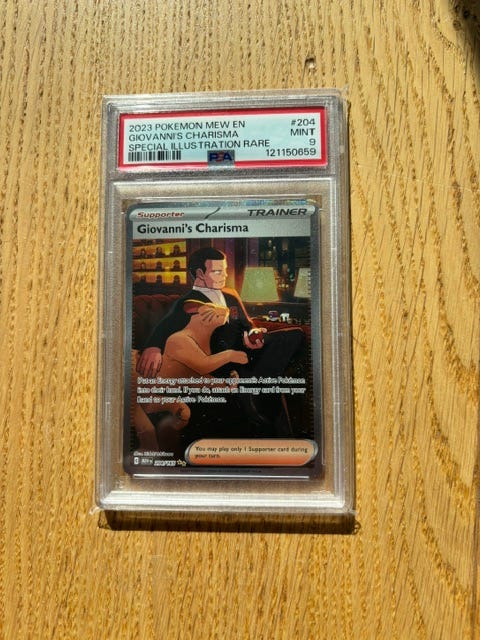 2023 POKEMON MEW EN #204
GIOVANNI'S CHARISMA MINT
SPECIAL ILLUSTRATION RARE 9
PSA 121150659
Supporter TRAINER
Giovanni's Charisma
Put an Energy attached to your opponent's Active Pokémon
into their hand. If you do, attach an Energy card from your
hand to your Active Pokémon.
You may play only 1 Supporter card during
your turn.
204/165